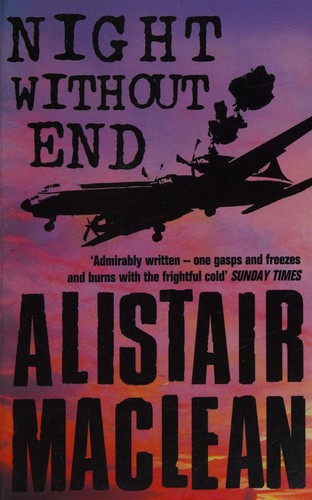 NIGHT
WITHOUT
END
'Admirably written – one gasps and freezes
and burns with the frightful cold' SUNDAY TIMES
ALISTAIR
MACLEAN